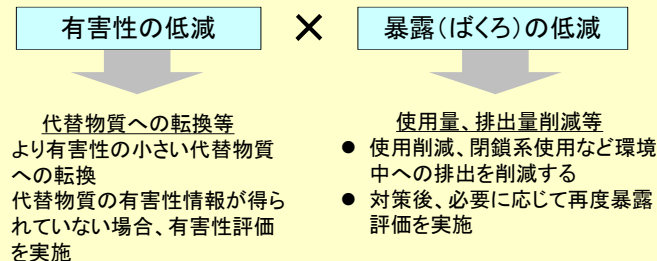 有害性の低減
×
暴露(ばくろ)の低減
代替物質への転換等
より有害性の小さい代替物質
への転換
代替物質の有害性情報が得ら
れていない場合、有害性評価
を実施
使用量、排出量削減等
● 使用削減、閉鎖系使用など環境
中への排出を削減する
● 対策後、必要に応じて再度暴露
評価を実施